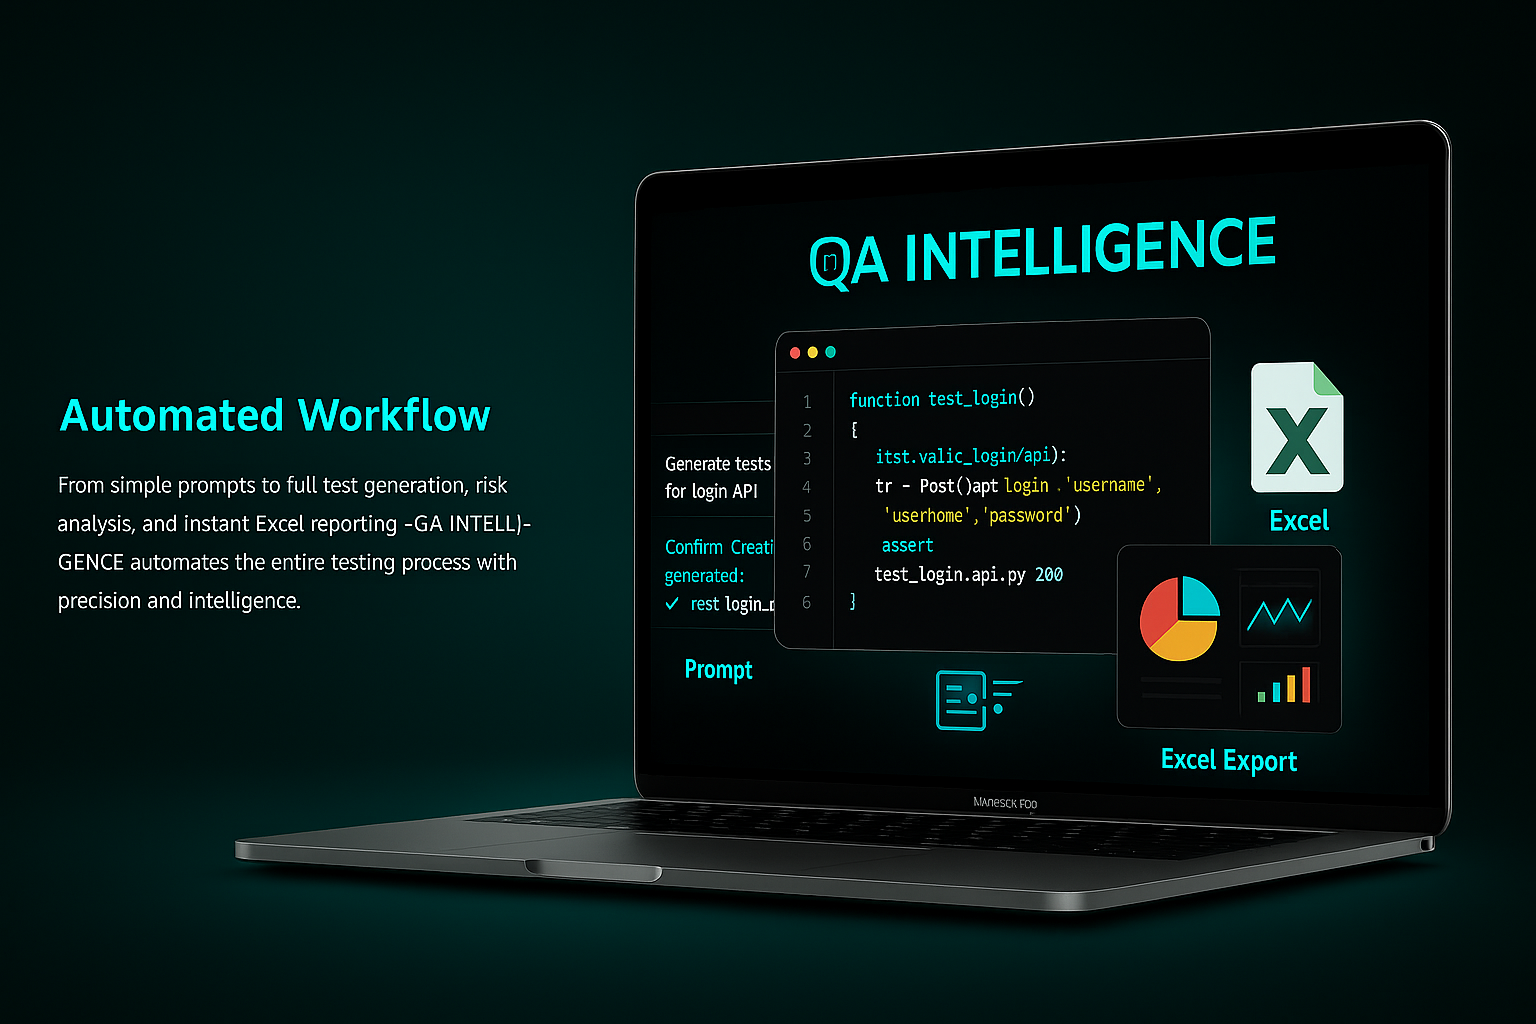 QA INTELLIGENCE
Automated Workflow
From simple prompts to full test generation, risk
analysis, and instant Excel reporting -GA INTELL)-
GENCE automates the entire testing process with
precision and intelligence.
Generate tests
for login API
Confirm Creati
generated:
✓ rest login_
Prompt
1 function test_login()
2 {
3 itst.valic_login/api):
4 tr - Post()apt login .'username',
5 'userhome','password')
6 assert
7 test_login.api.py 200
6 }
Excel
Excel Export